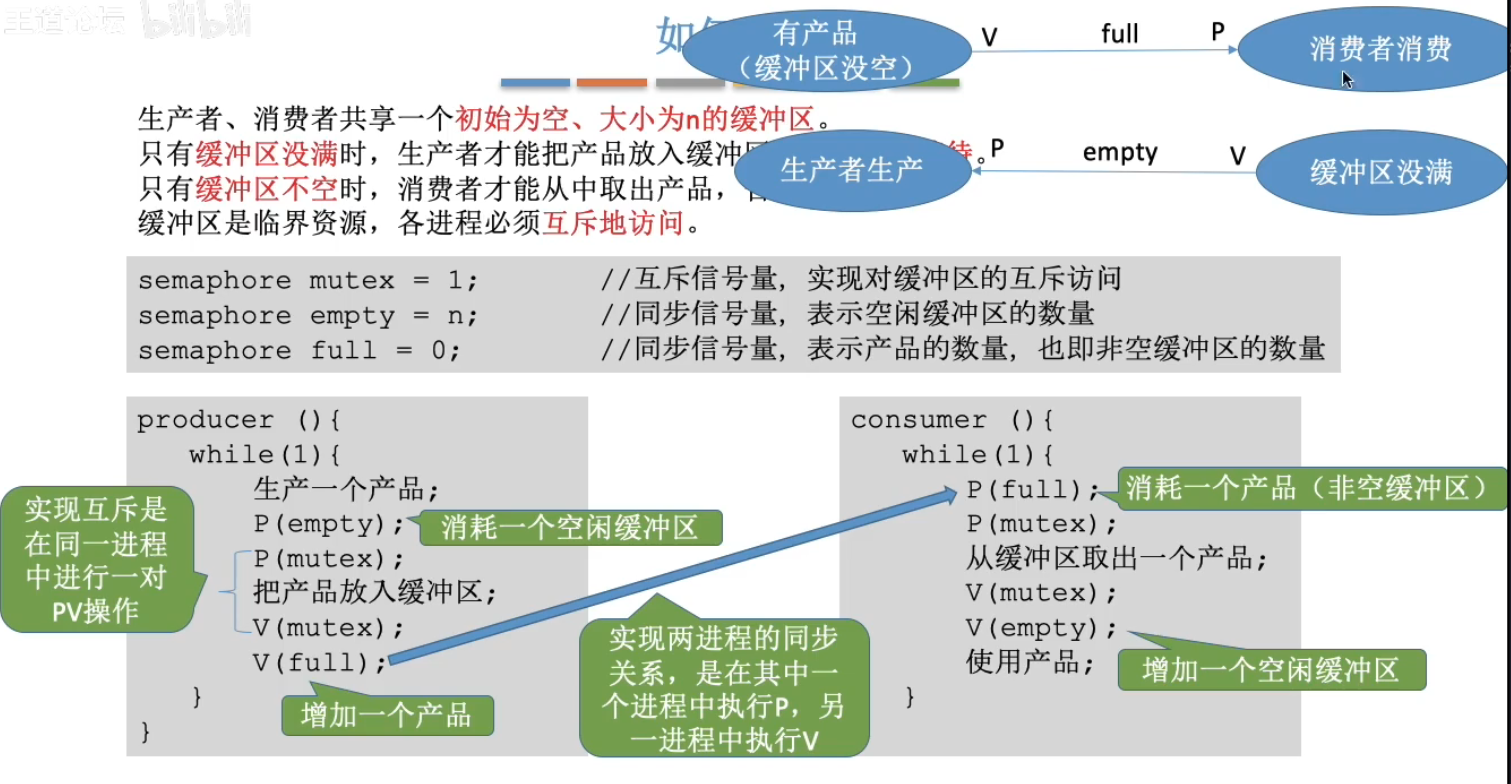 王道论坛 bilibili
如
有产品
（缓冲区没空）
V full P
消费者消费
生产者、消费者共享一个初始为空、大小为n的缓冲区。
只有缓冲区没满时，生产者才能把产品放入缓冲 待。
生产者生产
P empty V
缓冲区没满
只有缓冲区不空时，消费者才能从中取出产品，
缓冲区是临界资源，各进程必须互斥地访问。
semaphore mutex = 1; //互斥信号量，实现对缓冲区的互斥访问
semaphore empty = n; //同步信号量，表示空闲缓冲区的数量
semaphore full = 0; //同步信号量，表示产品的数量，也即非空缓冲区的数量
producer (){
while(1){
生产一个产品;
P(empty);
P(mutex);
把产品放入缓冲区;
V(mutex);
V(full);
}
}
实现互斥是
在同一进程
中进行一对
PV操作
消耗一个空闲缓冲区
增加一个产品
实现两进程的同步
关系，是在其中一
个进程中执行P，另
一进程中执行V
consumer (){
while(1){
P(full);
P(mutex);
从缓冲区取出一个产品;
V(mutex);
V(empty);
使用产品;
}
消耗一个产品（非空缓冲区）
增加一个空闲缓冲区